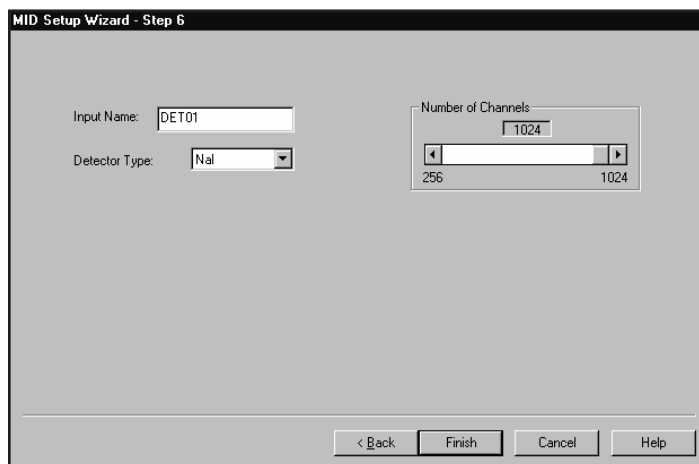 MID Setup Wizard - Step 6
Input Name: DET01
Detector Type: NaI
Number of Channels
1024
256 1024
< Back Finish Cancel Help